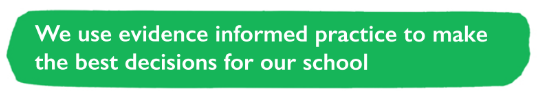 We use evidence informed practice to make
the best decisions for our school